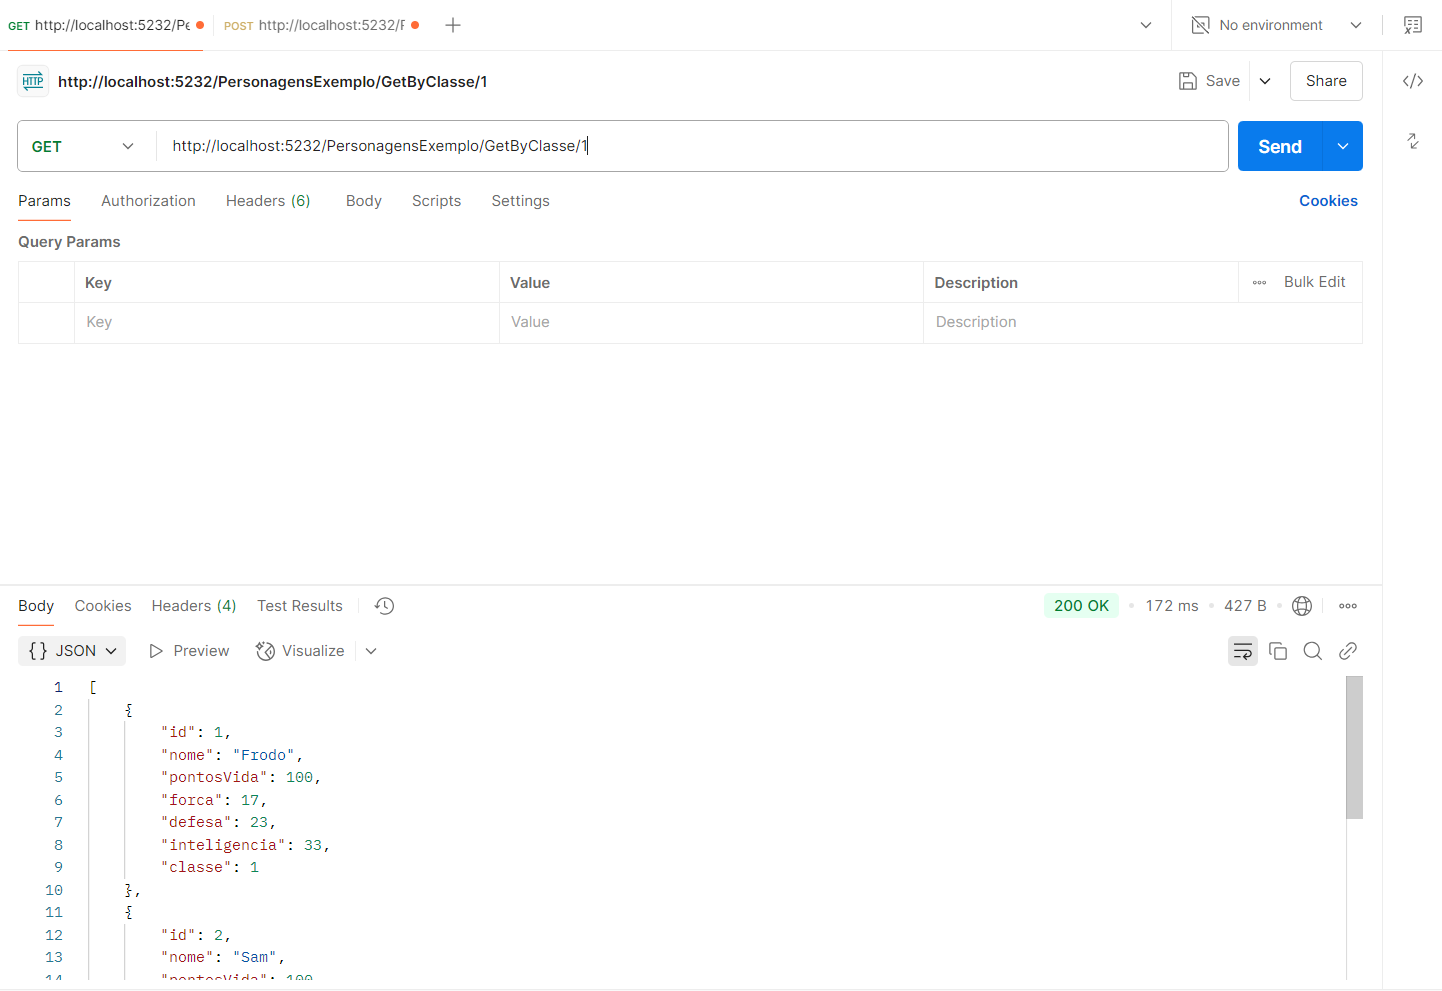 GET http://localhost:5232/Pe
POST http://localhost:5232/F
No environment
HTTP http://localhost:5232/PersonagensExemplo/GetByClasse/1
Save
Share
GET
http://localhost:5232/PersonagensExemplo/GetByClasse/1
Send
Params
Authorization
Headers (6)
Body
Scripts
Settings
Cookies
Query Params
Key
Value
Description
Bulk Edit
Key
Value
Description
Body
Cookies
Headers (4)
Test Results
200 OK
172 ms
427 B
{} JSON
Preview
Visualize
1 [
2 {
3 "id": 1,
4 "nome": "Frodo",
5 "pontosVida": 100,
6 "forca": 17,
7 "defesa": 23,
8 "inteligencia": 33,
9 "classe": 1
10 },
11 {
12 "id": 2,
13 "nome": "Sam",
14 "pontosVida": 100